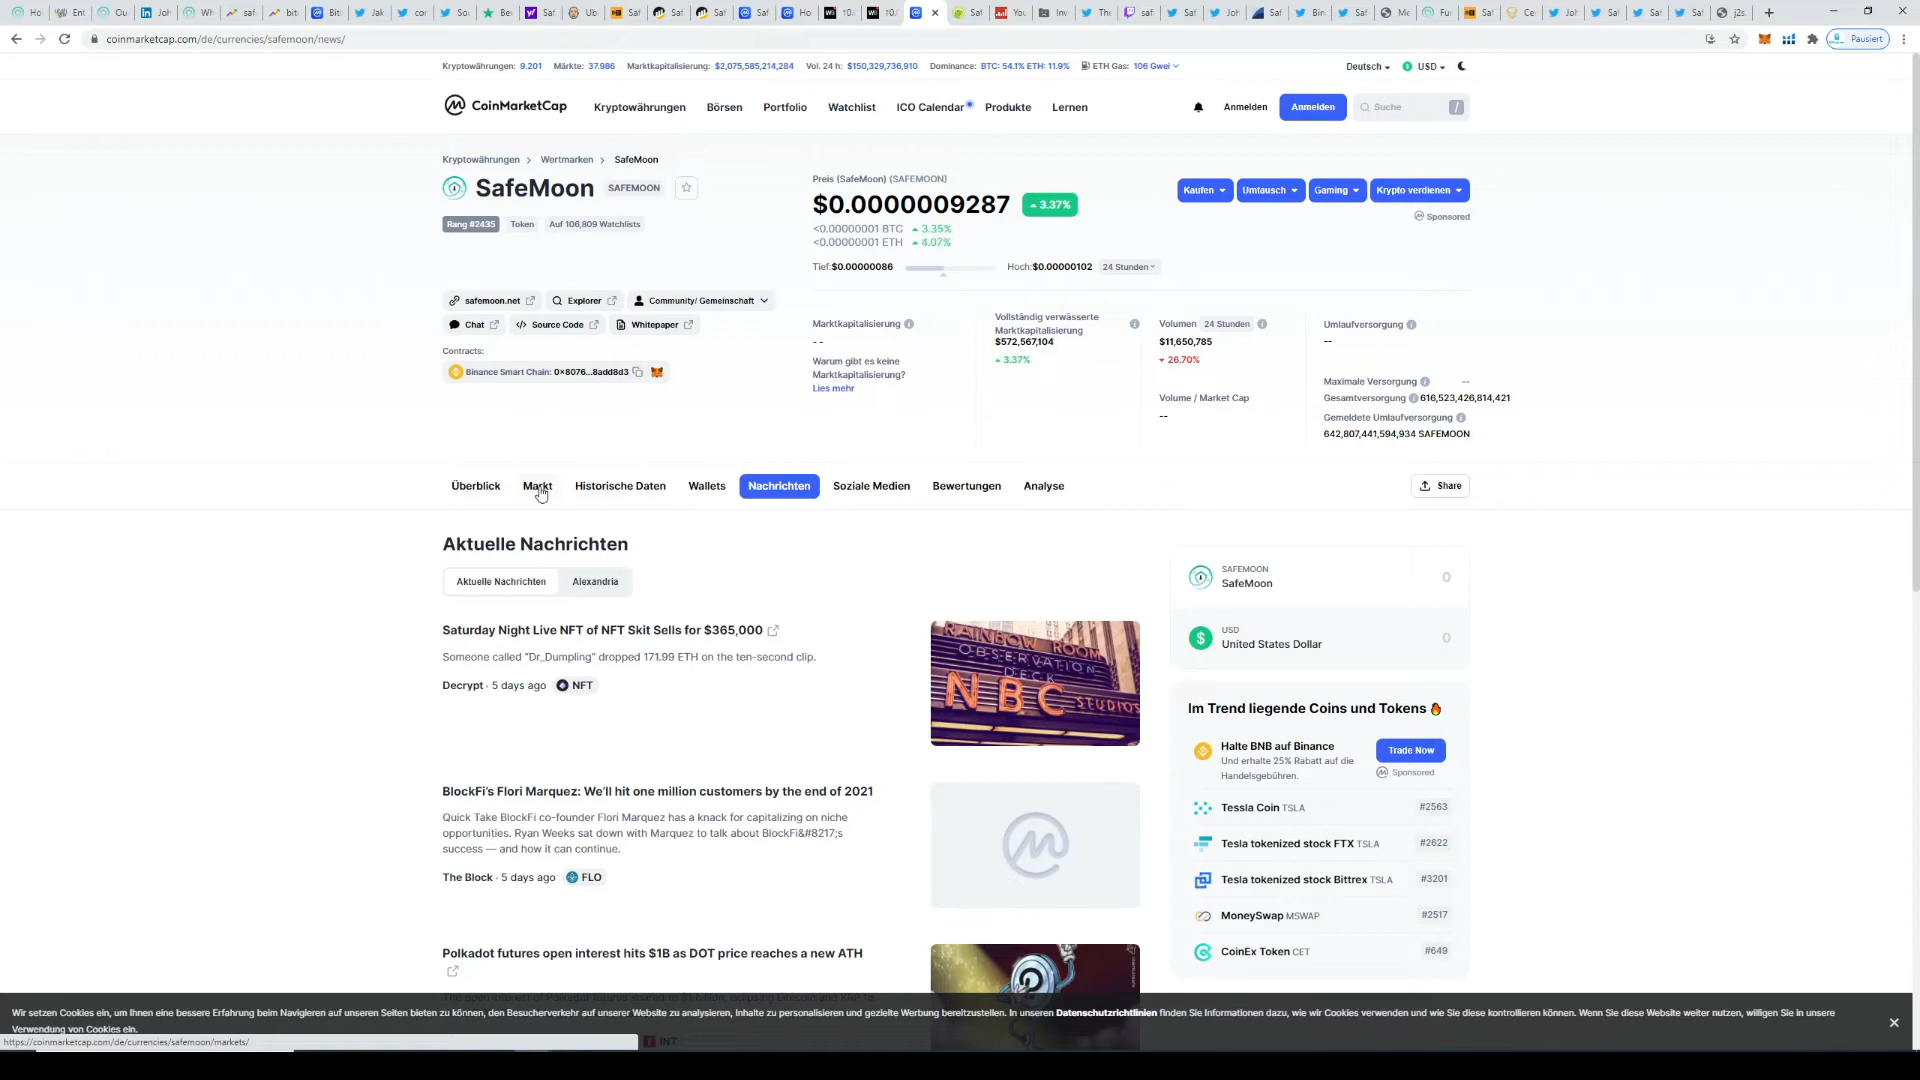 coinmarketcap.com/de/currencies/safemoon/news/
Pausiert
Kryptowährungen: 9.201 Märkte: 37.986 Marktkapitalisierung: $2,075,585,214,284 Vol. 24 h: $150,329,736,910 Dominance: BTC: 54.1% ETH: 11.9% ETH Gas: 106 Gwei
Deutsch USD
CoinMarketCap Kryptowährungen Börsen Portfolio Watchlist ICO Calendar Produkte Lernen Anmelden Anmelden Suche /
Kryptowährungen > Wertmarken > SafeMoon
SafeMoon SAFEMOON
Rang #2435 Token Auf 106,809 Watchlists
safemoon.net Explorer Community/ Gemeinschaft
Chat Source Code Whitepaper
Contracts:
Binance Smart Chain: 0x8076...8add8d3
Preis (SafeMoon) (SAFEMOON)
$0.0000009287 3.37%
<0.00000001 BTC 3.35%
<0.00000001 ETH 4.07%
Tief:$0.00000086 Hoch:$0.00000102 24 Stunden
Kaufen Umtausch Gaming Krypto verdienen
Sponsored
Marktkapitalisierung
- -
Warum gibt es keine
Marktkapitalisierung?
Lies mehr
Vollständig verwässerte
Marktkapitalisierung
$572,567,104
3.37%
Volumen 24 Stunden
$11,650,785
26.70%
Volume / Market Cap
--
Umlaufversorgung
--
Maximale Versorgung --
Gesamtversorgung 616,523,426,814,421
Gemeldete Umlaufversorgung
642,807,441,594,934 SAFEMOON
Überblick Markt Historische Daten Wallets Nachrichten Soziale Medien Bewertungen Analyse Share
Aktuelle Nachrichten
Aktuelle Nachrichten Alexandria
Saturday Night Live NFT of NFT Skit Sells for $365,000
Someone called "Dr_Dumpling" dropped 171.99 ETH on the ten-second clip.
Decrypt · 5 days ago NFT
RAINBOW ROOM
OBSERVATION
DECK
NBC
STUDIOS
BlockFi's Flori Marquez: We'll hit one million customers by the end of 2021
Quick Take BlockFi co-founder Flori Marquez has a knack for capitalizing on niche
opportunities. Ryan Weeks sat down with Marquez to talk about BlockFi&#8217;s
success — and how it can continue.
The Block · 5 days ago FLO
Polkadot futures open interest hits $1B as DOT price reaches a new ATH
SAFEMOON
SafeMoon 0
USD
United States Dollar 0
Im Trend liegende Coins und Tokens
Halte BNB auf Binance
Und erhalte 25% Rabatt auf die
Handelsgebühren.
Trade Now
Sponsored
Tessla Coin TSLA #2563
Tesla tokenized stock FTX TSLA #2622
Tesla tokenized stock Bittrex TSLA #3201
MoneySwap MSWAP #2517
CoinEx Token CET #649
Wir setzen Cookies ein, um Ihnen eine bessere Erfahrung beim Navigieren auf unseren Seiten bieten zu können, den Besucherverkehr auf unserer Website zu analysieren, Inhalte zu personalisieren und gezielte Werbung bereitzustellen. In unseren Datenschutzrichtlinien finden Sie Informationen dazu, wie wir Cookies verwenden und wie Sie diese kontrollieren können. Wenn Sie diese Website weiter nutzen, willigen Sie in unsere
Verwendung von Cookies ein.
https://coinmarketcap.com/de/currencies/safemoon/markets/
INT